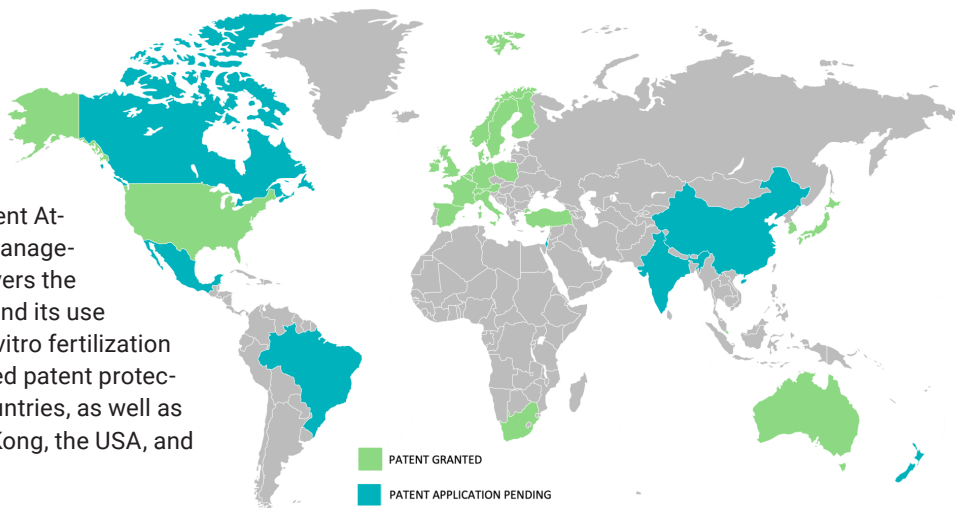 ent At-
anage-
vers the
nd its use
vitro fertilization
ed patent protec-
untries, as well as
Kong, the USA, and
PATENT GRANTED
PATENT APPLICATION PENDING